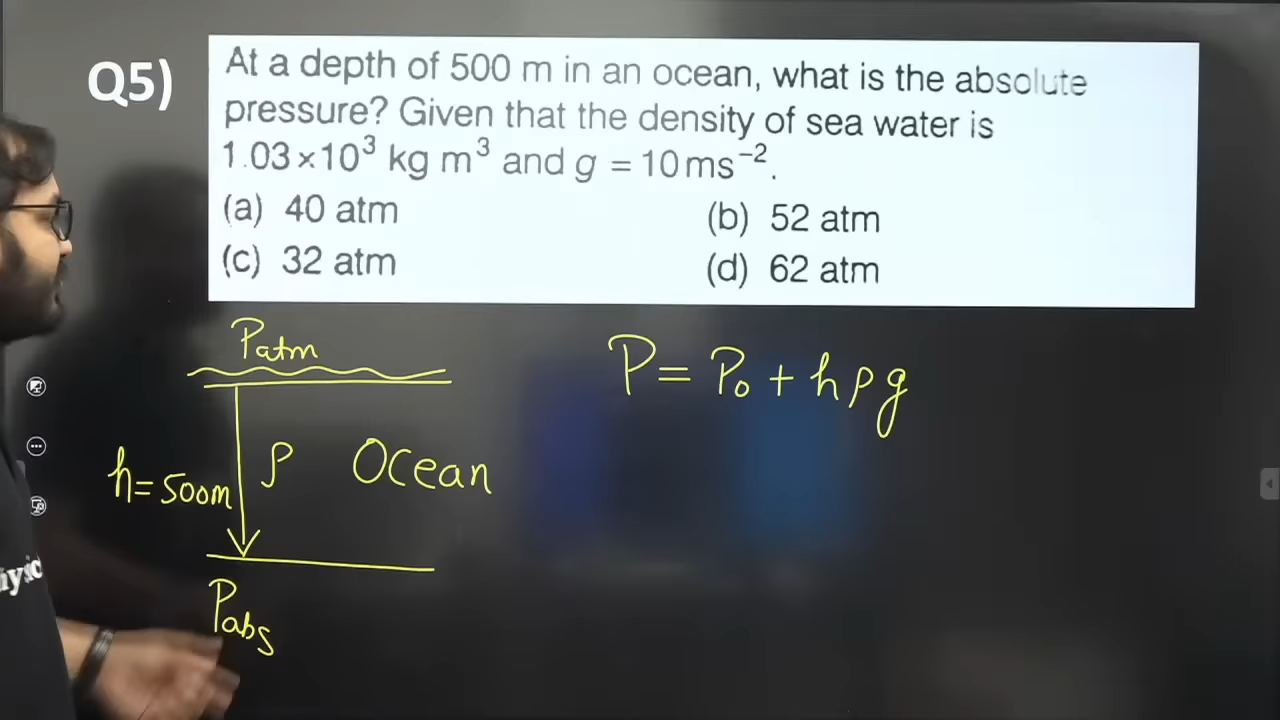 Q5)
At a depth of 500 m in an ocean, what is the absolute
pressure? Given that the density of sea water is
1.03×10³ kg m³ and g = 10 ms⁻².
(a) 40 atm
(b) 52 atm
(c) 32 atm
(d) 62 atm
Patm
P = P₀ + hρg
h = 500m
ρ Ocean
Pabs